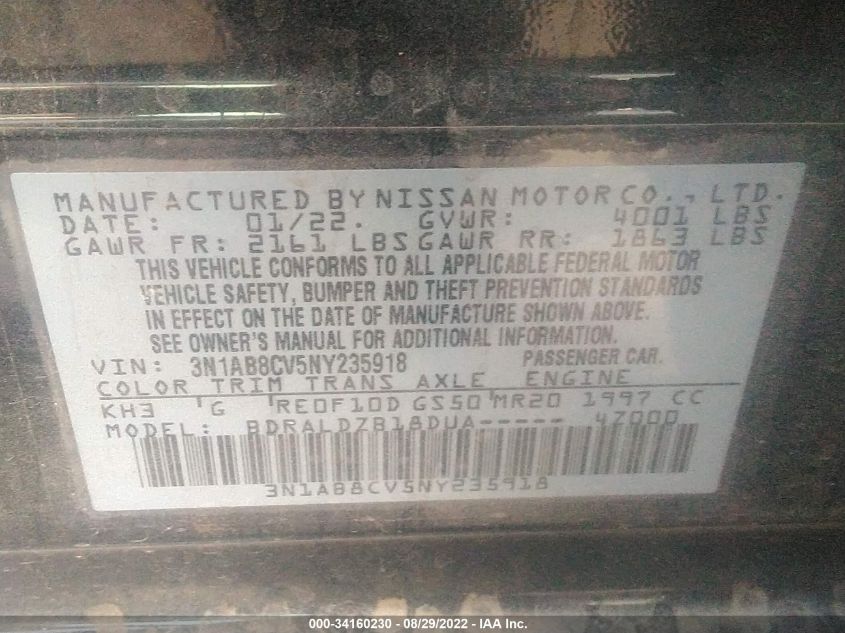 MANUFACTURED BY NISSAN MOTOR CO., LTD.
DATE: 01/22. GVWR: 4001 LBS
GAWR FR: 2161 LBS GAWR RR: 1863 LBS
THIS VEHICLE CONFORMS TO ALL APPLICABLE FEDERAL MOTOR
VEHICLE SAFETY, BUMPER AND THEFT PREVENTION STANDARDS
IN EFFECT ON THE DATE OF MANUFACTURE SHOWN ABOVE.
SEE OWNER'S MANUAL FOR ADDITIONAL INFORMATION.
VIN: 3N1AB8CV5NY235918 PASSENGER CAR.
COLOR TRIM TRANS AXLE ENGINE
KH3 G RE0F10D GS50 MR20 1997 CC
MODEL: BDRALDZB18DUA----- 47000
3N1AB8CV5NY235918
000-34160230 - 08/29/2022 - IAA Inc.